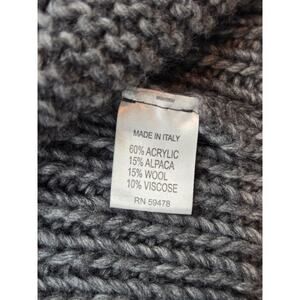 MADE IN ITALY
60% ACRYLIC
15% ALPACA
15% WOOL
10% VISCOSE
RN 59478